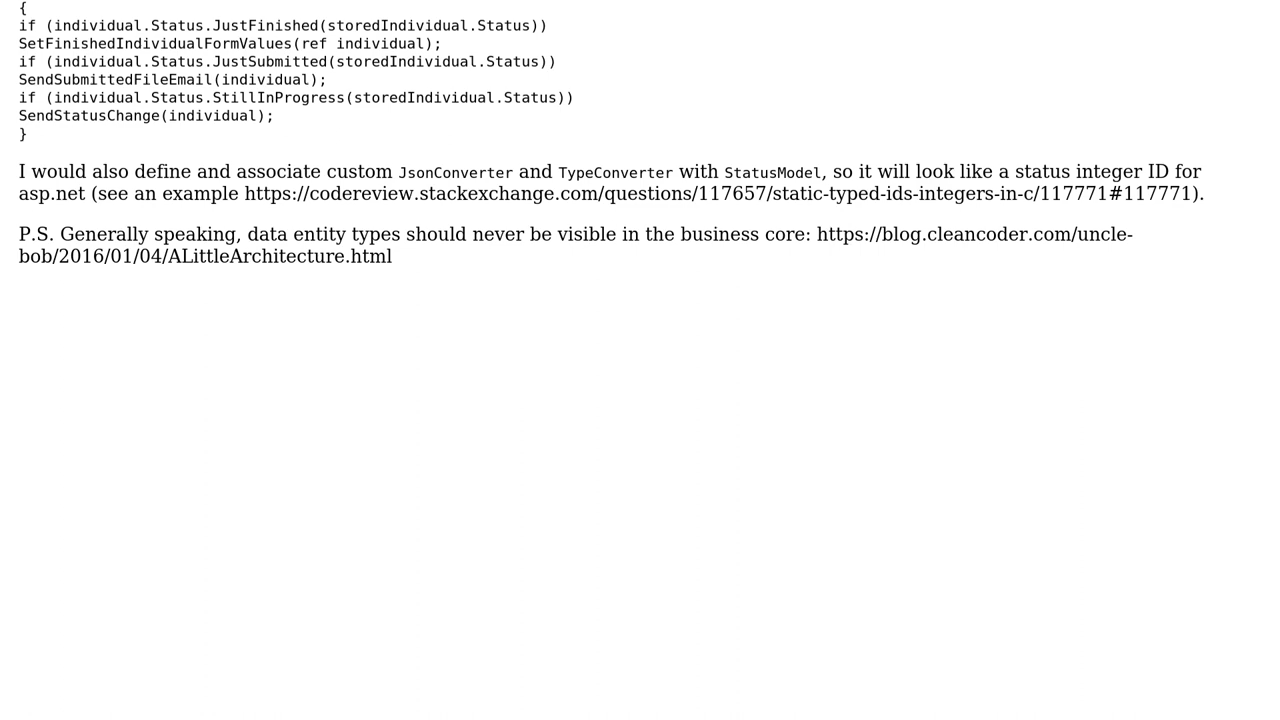 {
if (individual.Status.JustFinished(storedIndividual.Status))
SetFinishedIndividualFormValues(ref individual);
if (individual.Status.JustSubmitted(storedIndividual.Status))
SendSubmittedFileEmail(individual);
if (individual.Status.StillInProgress(storedIndividual.Status))
SendStatusChange(individual);
}
I would also define and associate custom JsonConverter and TypeConverter with StatusModel, so it will look like a status integer ID for
asp.net (see an example https://codereview.stackexchange.com/questions/117657/static-typed-ids-integers-in-c/117771#117771).
P.S. Generally speaking, data entity types should never be visible in the business core: https://blog.cleancoder.com/uncle-
bob/2016/01/04/ALittleArchitecture.html